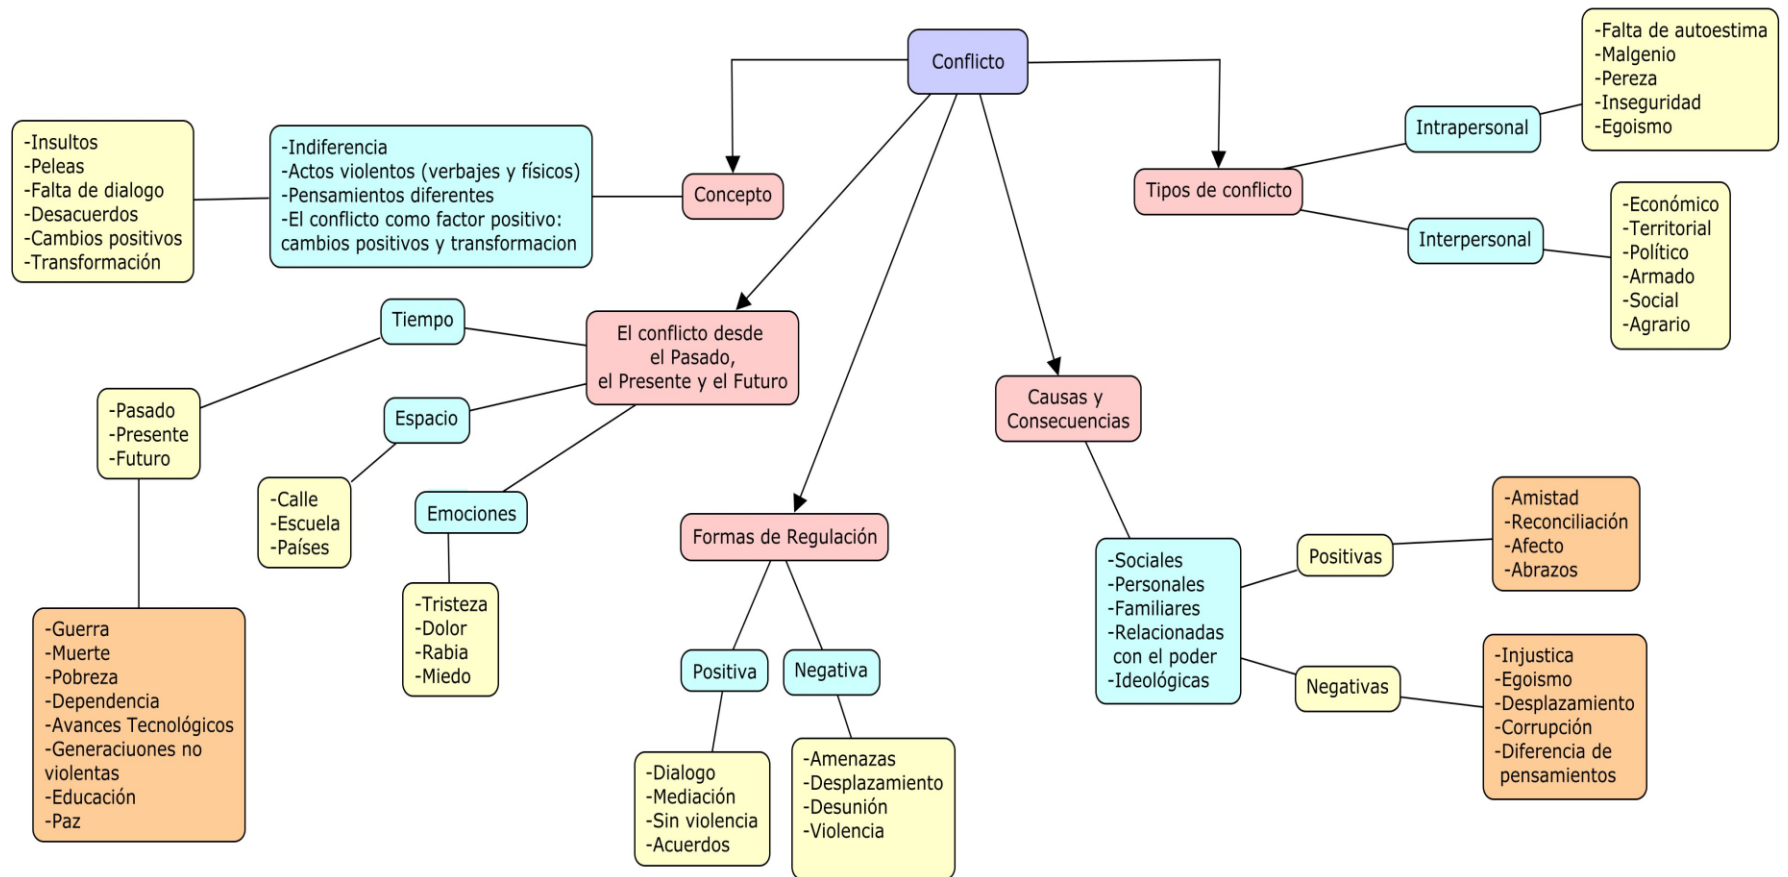 Conflicto
-Insultos
-Peleas
-Falta de dialogo
-Desacuerdos
-Cambios positivos
-Transformación
-Indiferencia
-Actos violentos (verbajes y físicos)
-Pensamientos diferentes
-El conflicto como factor positivo:
cambios positivos y transformacion
Concepto
Tipos de conflicto
Intrapersonal
-Falta de autoestima
-Malgenio
-Pereza
-Inseguridad
-Egoismo
Interpersonal
-Económico
-Territorial
-Político
-Armado
-Social
-Agrario
El conflicto desde
el Pasado,
el Presente y el Futuro
Tiempo
-Pasado
-Presente
-Futuro
-Guerra
-Muerte
-Pobreza
-Dependencia
-Avances Tecnológicos
-Generaciuones no
violentas
-Educación
-Paz
Espacio
-Calle
-Escuela
-Países
Emociones
-Tristeza
-Dolor
-Rabia
-Miedo
Formas de Regulación
Positiva
-Dialogo
-Mediación
-Sin violencia
-Acuerdos
Negativa
-Amenazas
-Desplazamiento
-Desunión
-Violencia
Causas y
Consecuencias
-Sociales
-Personales
-Familiares
-Relacionadas
con el poder
-Ideológicas
Positivas
-Amistad
-Reconciliación
-Afecto
-Abrazos
Negativas
-Injustica
-Egoismo
-Desplazamiento
-Corrupción
-Diferencia de
pensamientos